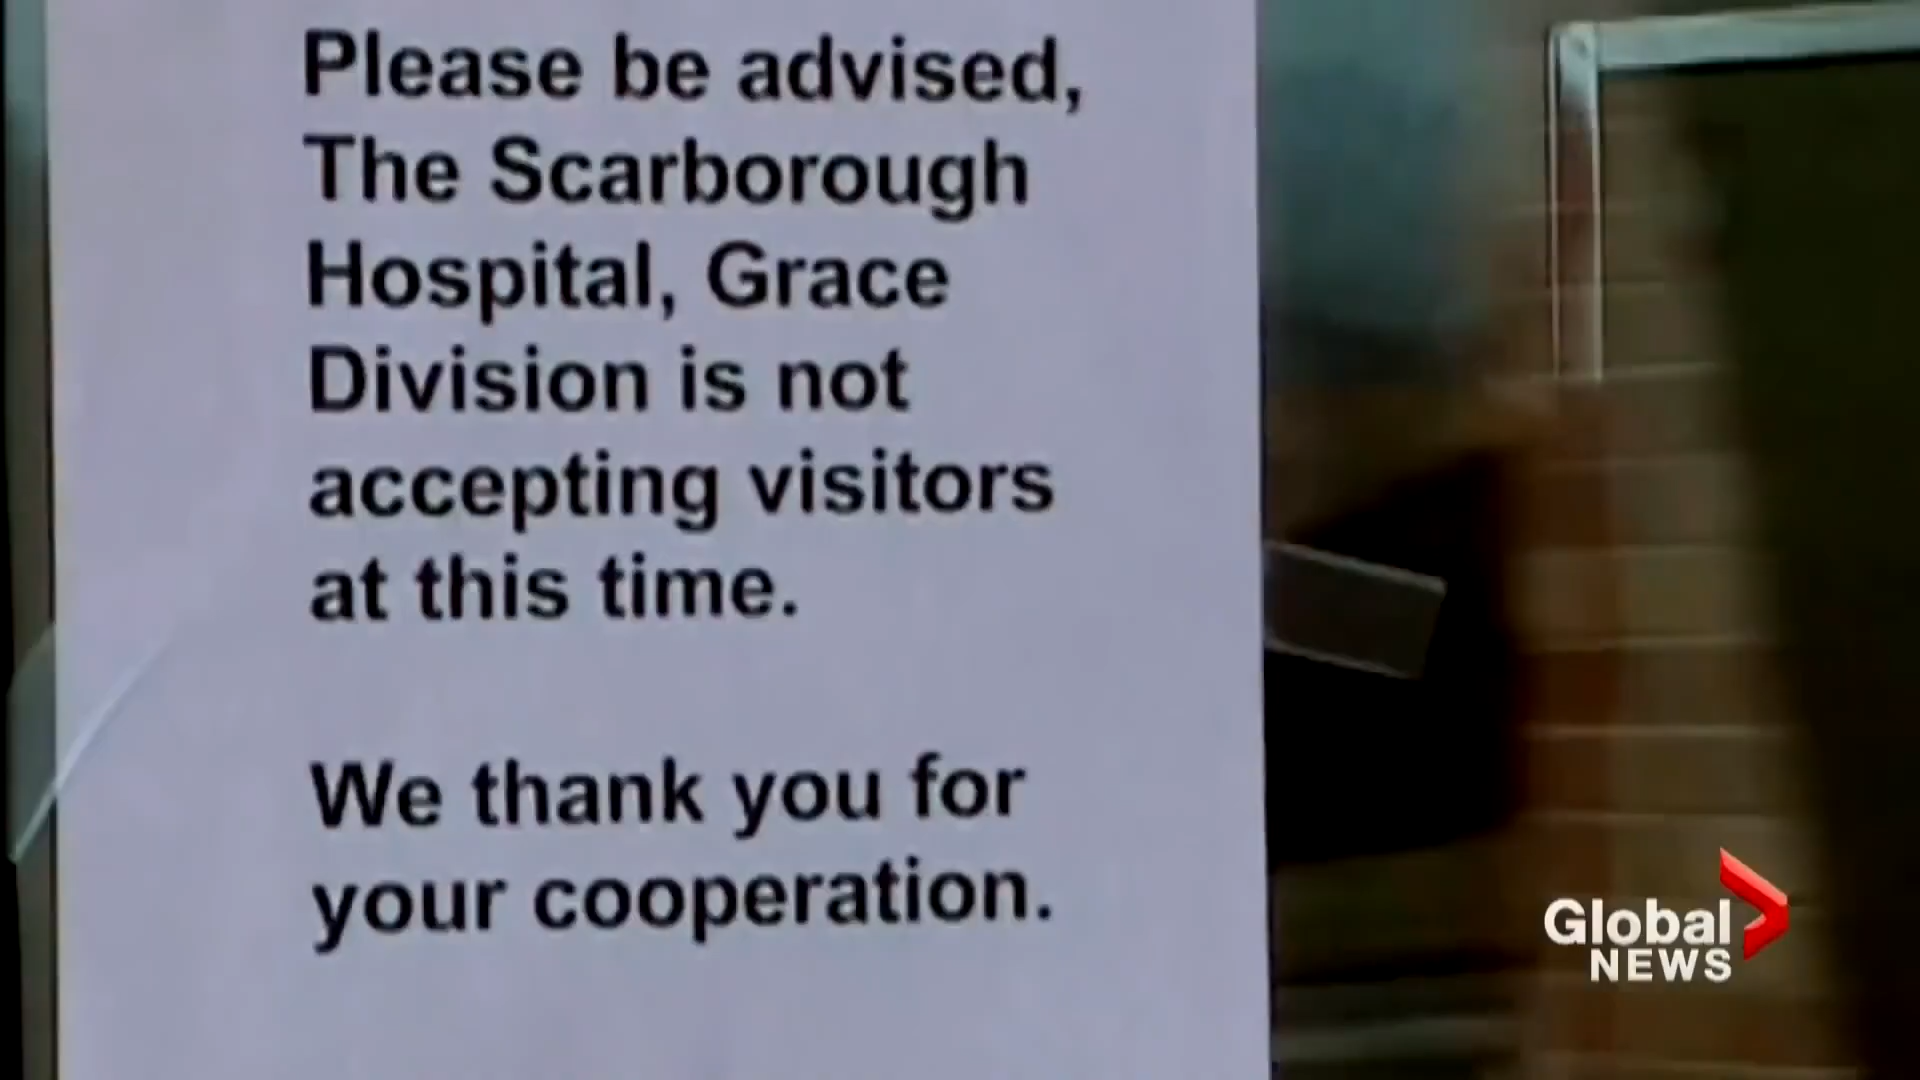 Please be advised,
The Scarborough
Hospital, Grace
Division is not
accepting visitors
at this time.
We thank you for
your cooperation.
Global
NEWS